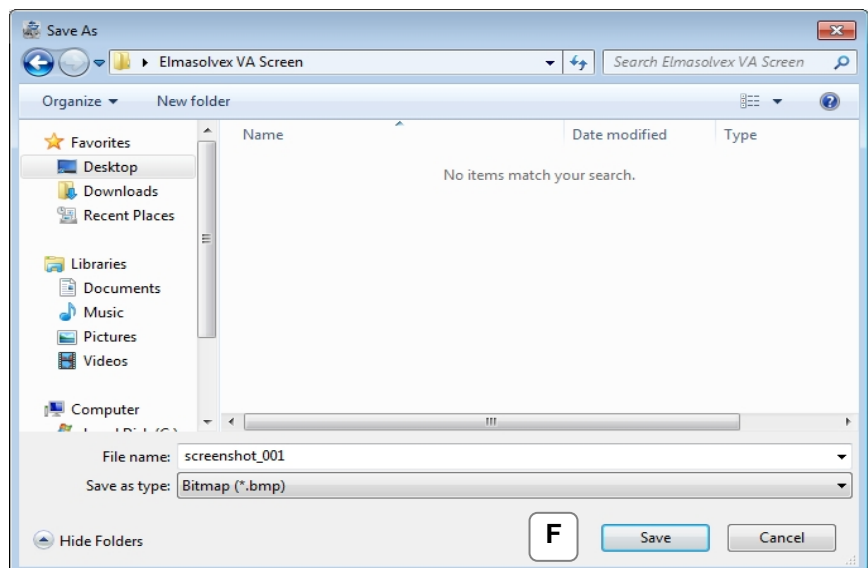 Save As
Elmasolvex VA Screen
Search Elmasolvex VA Screen
Organize
New folder
Name
Date modified
Type
No items match your search.
Favorites
Desktop
Downloads
Recent Places
Libraries
Documents
Music
Pictures
Videos
Computer
File name: screenshot_001
Save as type: Bitmap (*.bmp)
Hide Folders
F
Save
Cancel